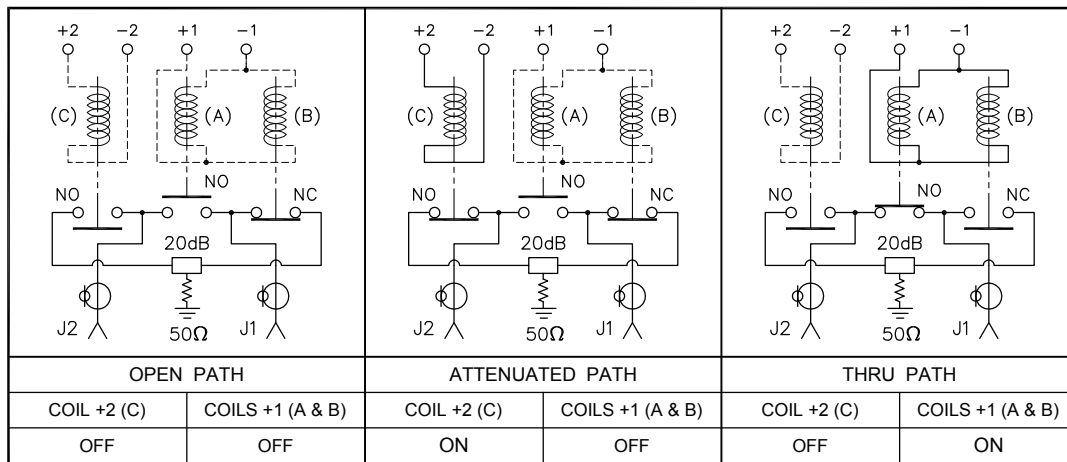 +2 -2 +1 -1
(C) (A) (B)
NO NO NC
20dB
J2 50Ω J1
OPEN PATH
COIL +2 (C) COILS +1 (A & B)
OFF OFF
+2 -2 +1 -1
(C) (A) (B)
NO NO NC
20dB
J2 50Ω J1
ATTENUATED PATH
COIL +2 (C) COILS +1 (A & B)
ON OFF
+2 -2 +1 -1
(C) (A) (B)
NO NO NC
20dB
J2 50Ω J1
THRU PATH
COIL +2 (C) COILS +1 (A & B)
OFF ON